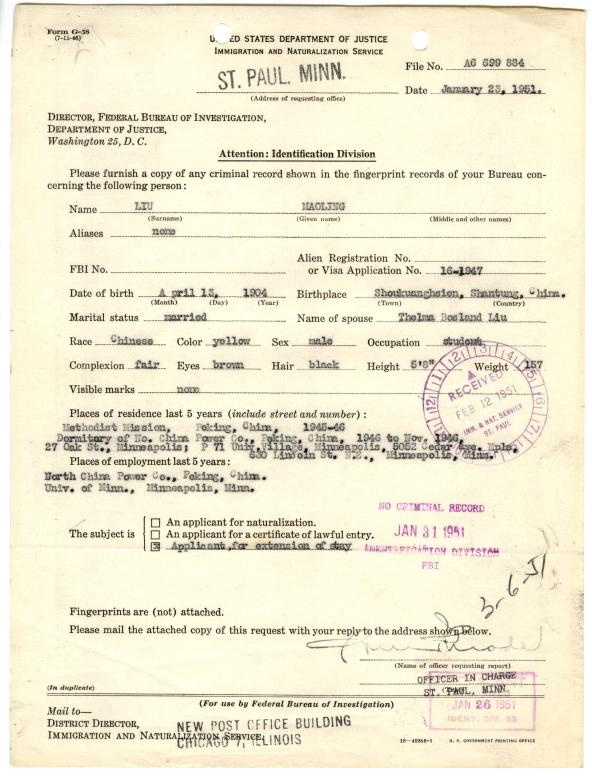 Form G-38
(7-15-46)
UNITED STATES DEPARTMENT OF JUSTICE
IMMIGRATION AND NATURALIZATION SERVICE
File No. A6 699 884
ST. PAUL, MINN.
(Address of requesting office)
Date January 23, 1951.
DIRECTOR, FEDERAL BUREAU OF INVESTIGATION,
DEPARTMENT OF JUSTICE,
Washington 25, D. C.
Attention: Identification Division
Please furnish a copy of any criminal record shown in the fingerprint records of your Bureau con-
cerning the following person:
Name LIU MAOLING
(Surname) (Given name) (Middle and other names)
Aliases none
Alien Registration No.
FBI No. or Visa Application No. 16-1947
Date of birth April 13, 1904 Birthplace Shoukuanghsien, Shantung, China.
(Month) (Day) (Year) (Town) (Country)
Marital status married Name of spouse Thelma Bosland Liu
Race Chinese Color yellow Sex male Occupation student
Complexion fair Eyes brown Hair black Height 5'8" Weight 157
Visible marks none
RECEIVED
FEB 12 1951
IMM. & NAT. SERVICE
ST. PAUL
Places of residence last 5 years (include street and number):
Methodist Mission, Peking, China, 1945-46
Dormitory of No. China Power Co., Peking, China, 1946 to Nov. 1946,
27 Oak St., Minneapolis; P 71 Univ. Village, Minneapolis, 5052 Cedar Ave. Mpls,
630 Lincoln St. N.E., Minneapolis, Minn.
Places of employment last 5 years:
North China Power Co., Peking, China.
Univ. of Minn., Minneapolis, Minn.
NO CRIMINAL RECORD
JAN 31 1951
IDENTIFICATION DIVISION
FBI
The subject is
An applicant for naturalization.
An applicant for a certificate of lawful entry.
x Applicant for extension of stay
3-6-51
Fingerprints are (not) attached.
Please mail the attached copy of this request with your reply to the address shown below.
(Name of officer requesting report)
OFFICER IN CHARGE
ST. PAUL, MINN.
(In duplicate)
JAN 26 1951
IDENT. DIV. 93
(For use by Federal Bureau of Investigation)
Mail to—
DISTRICT DIRECTOR,
IMMIGRATION AND NATURALIZATION SERVICE,
NEW POST OFFICE BUILDING
CHICAGO 7, ILLINOIS
U. S. GOVERNMENT PRINTING OFFICE